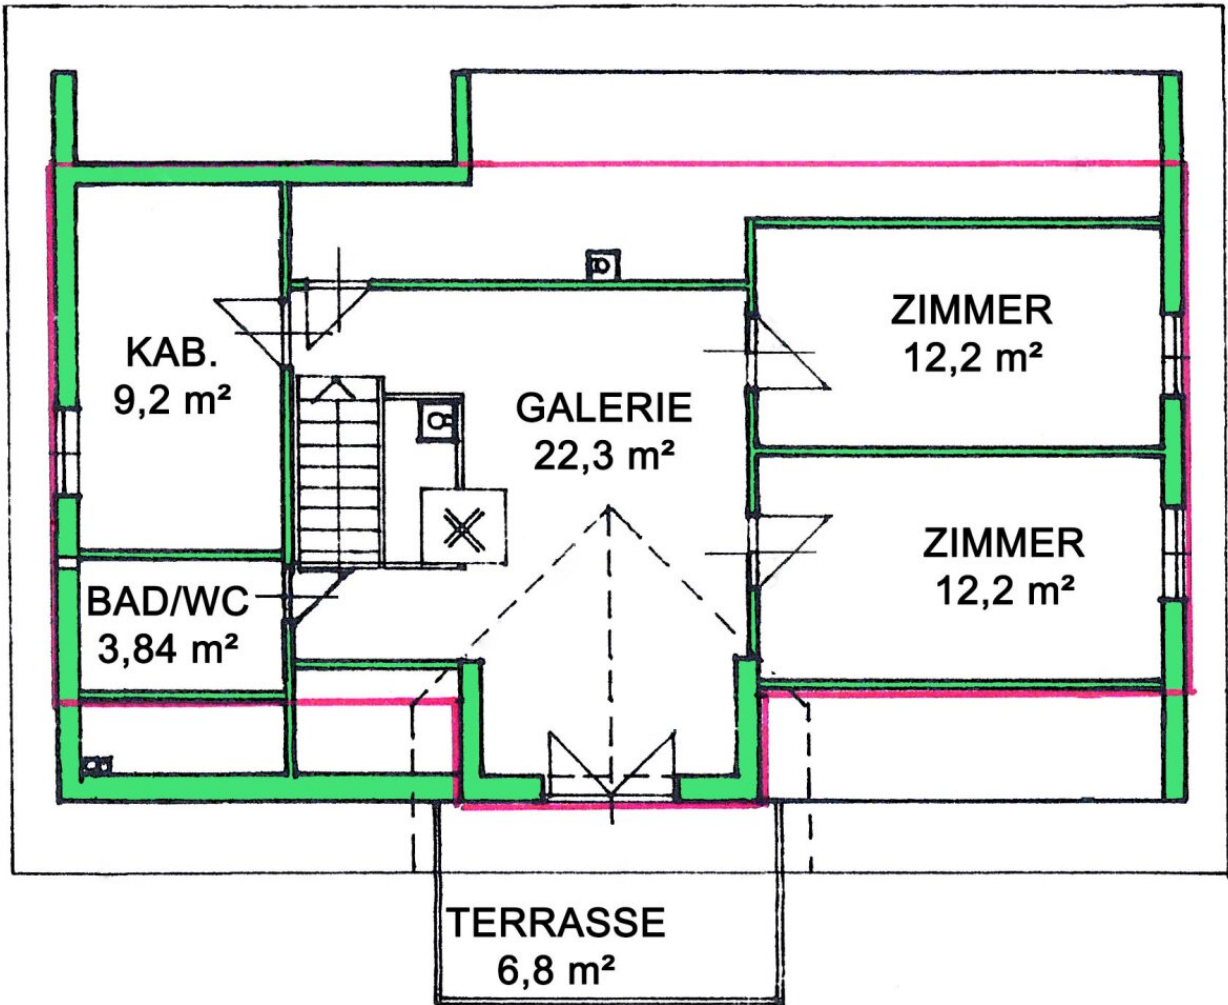 ZIMMER
12,2 m²
KAB.
9,2 m²
GALERIE
22,3 m²
ZIMMER
12,2 m²
BAD/WC
3,84 m²
TERRASSE
6,8 m²